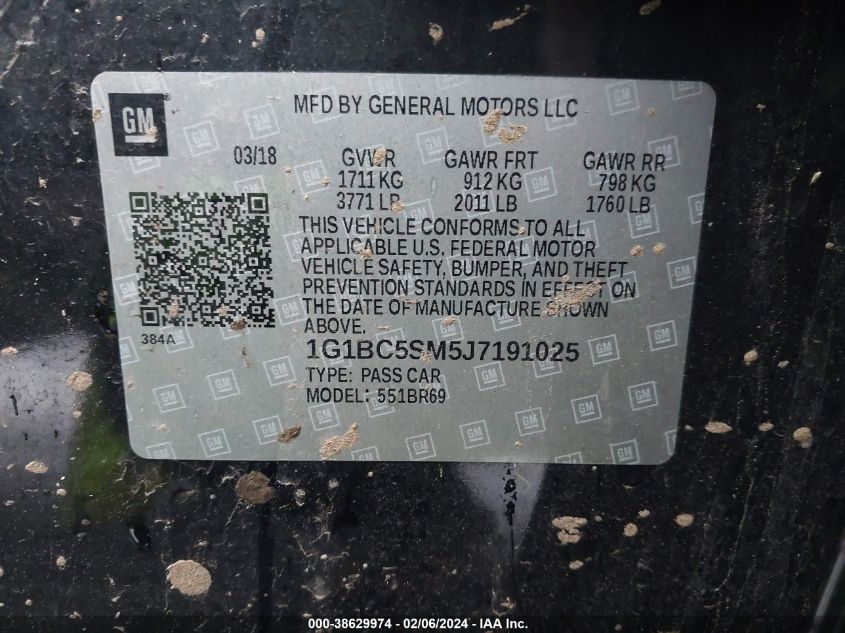 GM
MFD BY GENERAL MOTORS LLC
03/18 GVWR GAWR FRT GAWR RR
1711 KG 912 KG 798 KG
3771 LB 2011 LB 1760 LB
THIS VEHICLE CONFORMS TO ALL
APPLICABLE U.S. FEDERAL MOTOR
VEHICLE SAFETY, BUMPER, AND THEFT
PREVENTION STANDARDS IN EFFECT ON
THE DATE OF MANUFACTURE SHOWN
ABOVE.
384A
1G1BC5SM5J7191025
TYPE: PASS CAR
MODEL: 551BR69
000-38629974 - 02/06/2024 - IAA Inc.